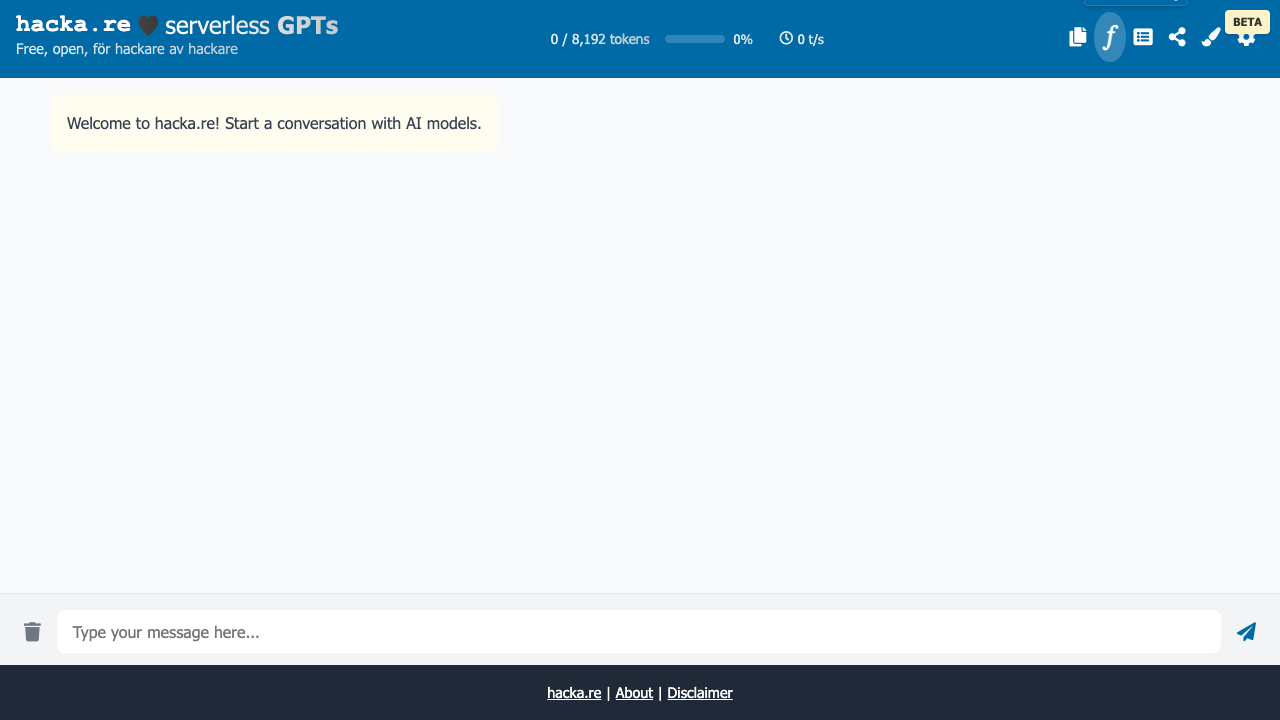 hacka.re 🖤 serverless GPTs
Free, open, för hackare av hackare
0 / 8,192 tokens 0% 0 t/s
f
BETA
Welcome to hacka.re! Start a conversation with AI models.
Type your message here...
hacka.re | About | Disclaimer